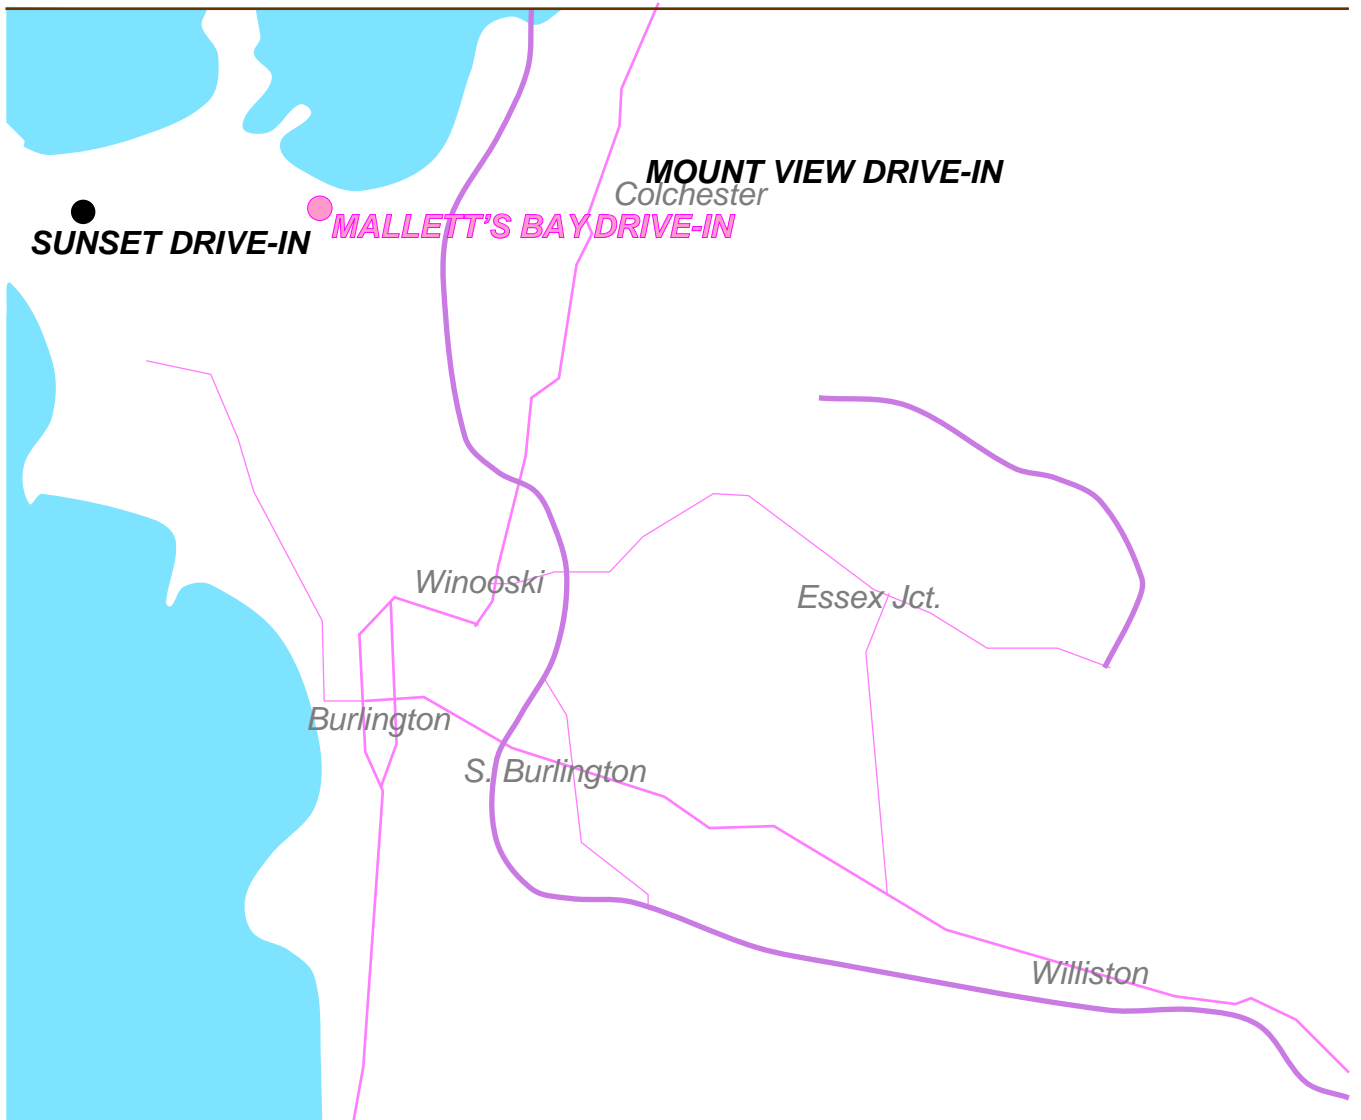 MOUNT VIEW DRIVE-IN
Colchester
MALLETT'S BAY DRIVE-IN
SUNSET DRIVE-IN
Winooski
Essex Jct.
Burlington
S. Burlington
Williston